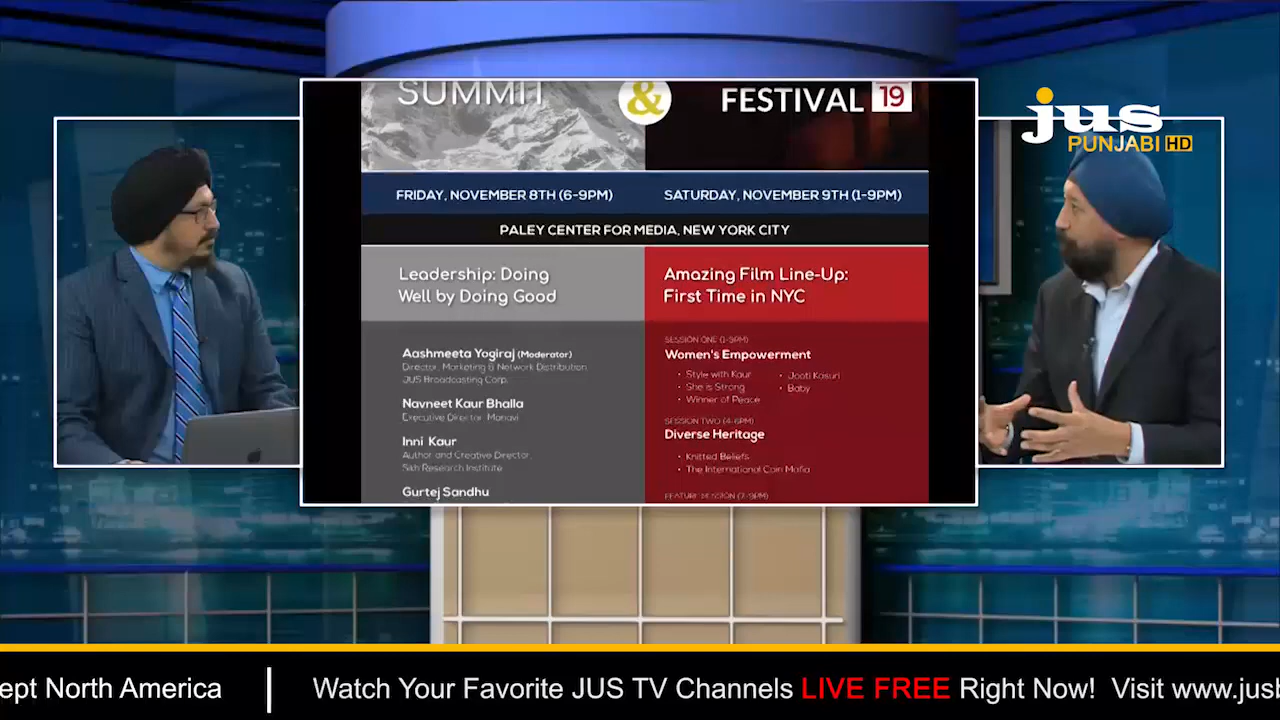 SUMMIT
&
FESTIVAL 19
jus
PUNJABI HD
FRIDAY, NOVEMBER 8TH (6-9PM)
SATURDAY, NOVEMBER 9TH (1-9PM)
PALEY CENTER FOR MEDIA, NEW YORK CITY
Leadership: Doing
Well by Doing Good
Aashmeeta Yogiraj (Moderator)
Director, Marketing & Network Distribution
JUS Broadcasting Corp.
Navneet Kaur Bhalla
Executive Director, Manavi
Inni Kaur
Author and Creative Director,
Sikh Research Institute
Gurtej Sandhu
Amazing Film Line-Up:
First Time in NYC
SESSION ONE (1-3PM)
Women's Empowerment
• Style with Kaur
• She is Strong
• Winner of Peace
• Jooti Kasuri
• Baby
SESSION TWO (4-6PM)
Diverse Heritage
• Knitted Beliefs
• The International Coin Mafia
FEATURE SESSION (7-9PM)
ept North America | Watch Your Favorite JUS TV Channels LIVE FREE Right Now! Visit www.jusb